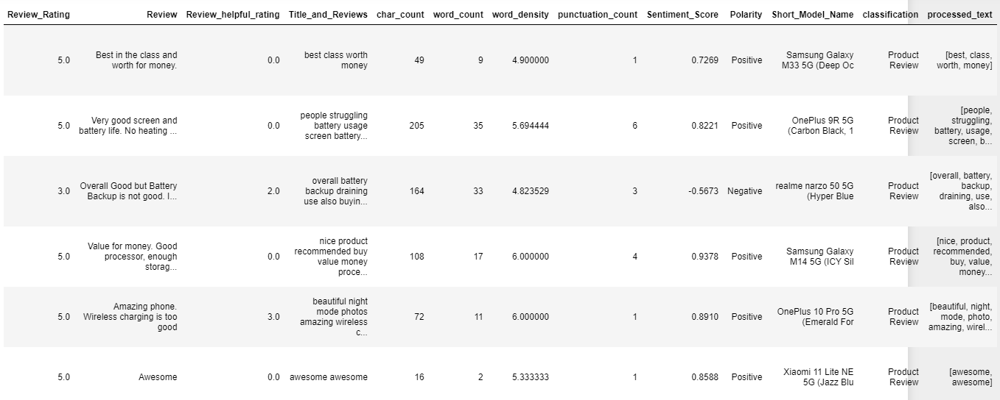 Review_Rating Review Review_helpful_rating Title_and_Reviews char_count word_count word_density punctuation_count Sentiment_Score Polarity Short_Model_Name classification processed_text
5.0 Best in the class and worth for money. 0.0 best class worth money 49 9 4.900000 1 0.7269 Positive Samsung Galaxy M33 5G (Deep Oc Product Review [best, class, worth, money]
5.0 Very good screen and battery life. No heating ... 0.0 people struggling battery usage screen battery... 205 35 5.694444 6 0.8221 Positive OnePlus 9R 5G (Carbon Black, 1 Product Review [people, struggling, battery, usage, screen, b...
3.0 Overall Good but Battery Backup is not good. I... 2.0 overall battery backup draining use also buyin... 164 33 4.823529 3 -0.5673 Negative realme narzo 50 5G (Hyper Blue Product Review [overall, battery, backup, draining, use, also...
5.0 Value for money. Good processor, enough storag... 0.0 nice product recommended buy value money proce... 108 17 6.000000 4 0.9378 Positive Samsung Galaxy M14 5G (ICY Sil Product Review [nice, product, recommended, buy, value, money...
5.0 Amazing phone. Wireless charging is too good 3.0 beautiful night mode photos amazing wireless c... 72 11 6.000000 1 0.8910 Positive OnePlus 10 Pro 5G (Emerald For Product Review [beautiful, night, mode, photo, amazing, wirel...
5.0 Awesome 0.0 awesome awesome 16 2 5.333333 1 0.8588 Positive Xiaomi 11 Lite NE 5G (Jazz Blu Product Review [awesome, awesome]